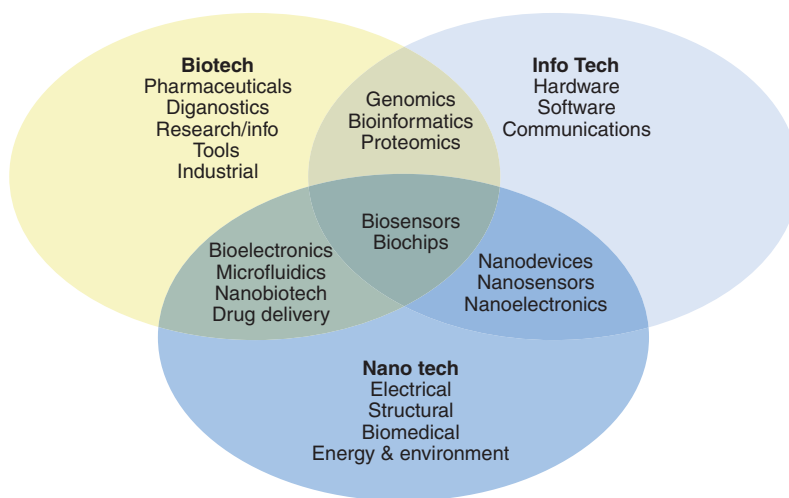 Biotech
Pharmaceuticals
Diganostics
Research/info
Tools
Industrial
Genomics
Bioinformatics
Proteomics
Info Tech
Hardware
Software
Communications
Biosensors
Biochips
Bioelectronics
Microfluidics
Nanobiotech
Drug delivery
Nanodevices
Nanosensors
Nanoelectronics
Nano tech
Electrical
Structural
Biomedical
Energy & environment